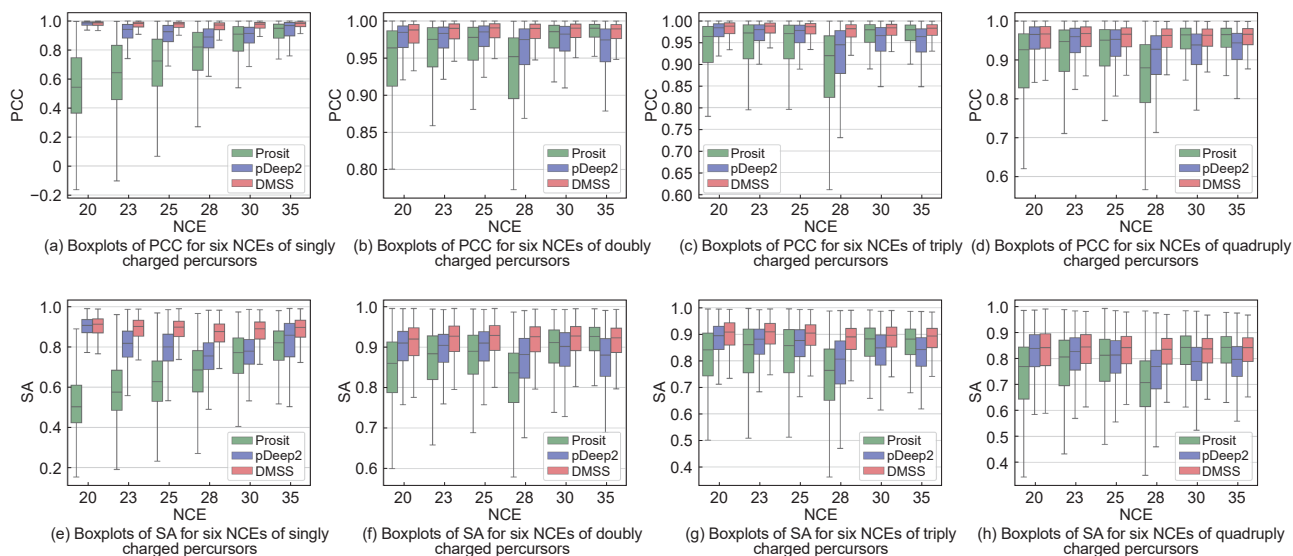 1.0
0.8
0.6
0.4
0.2
0
−0.2
PCC
Prosit
pDeep2
DMSS
20 23 25 28 30 35
NCE
(a) Boxplots of PCC for six NCEs of singly
charged percursors
1.00
0.95
0.90
0.85
0.80
PCC
Prosit
pDeep2
DMSS
20 23 25 28 30 35
NCE
(b) Boxplots of PCC for six NCEs of doubly
charged percursors
1.00
0.95
0.90
0.85
0.80
0.75
0.70
0.65
0.60
PCC
Prosit
pDeep2
DMSS
20 23 25 28 30 35
NCE
(c) Boxplots of PCC for six NCEs of triply
charged percursors
1.0
0.9
0.8
0.7
0.6
PCC
Prosit
pDeep2
DMSS
20 23 25 28 30 35
NCE
(d) Boxplots of PCC for six NCEs of quadruply
charged percursors
1.0
0.8
0.6
0.4
0.2
SA
Prosit
pDeep2
DMSS
20 23 25 28 30 35
NCE
(e) Boxplots of SA for six NCEs of singly
charged percursors
1.0
0.9
0.8
0.7
0.6
SA
Prosit
pDeep2
DMSS
20 23 25 28 30 35
NCE
(f) Boxplots of SA for six NCEs of doubly
charged percursors
1.0
0.9
0.8
0.7
0.6
0.5
0.4
SA
Prosit
pDeep2
DMSS
20 23 25 28 30 35
NCE
(g) Boxplots of SA for six NCEs of triply
charged percursors
1.0
0.9
0.8
0.7
0.6
0.5
0.4
SA
Prosit
pDeep2
DMSS
20 23 25 28 30 35
NCE
(h) Boxplots of SA for six NCEs of quadruply
charged percursors